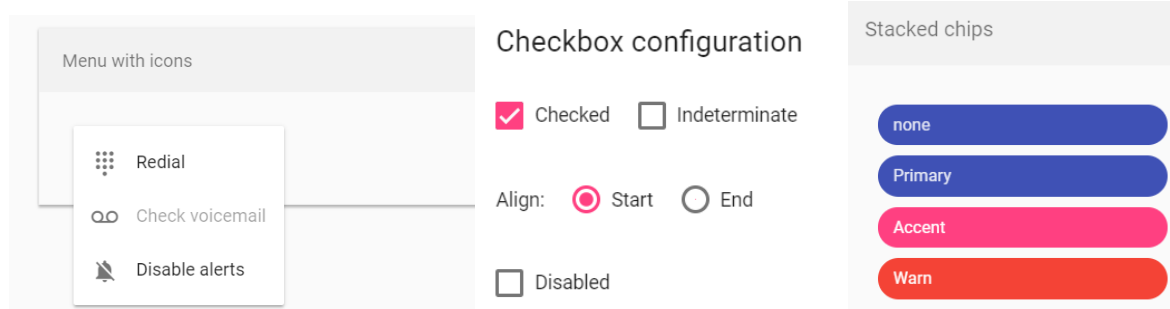 Menu with icons
Redial
Check voicemail
Disable alerts
Checkbox configuration
Checked Indeterminate
Align: Start End
Disabled
Stacked chips
none
Primary
Accent
Warn